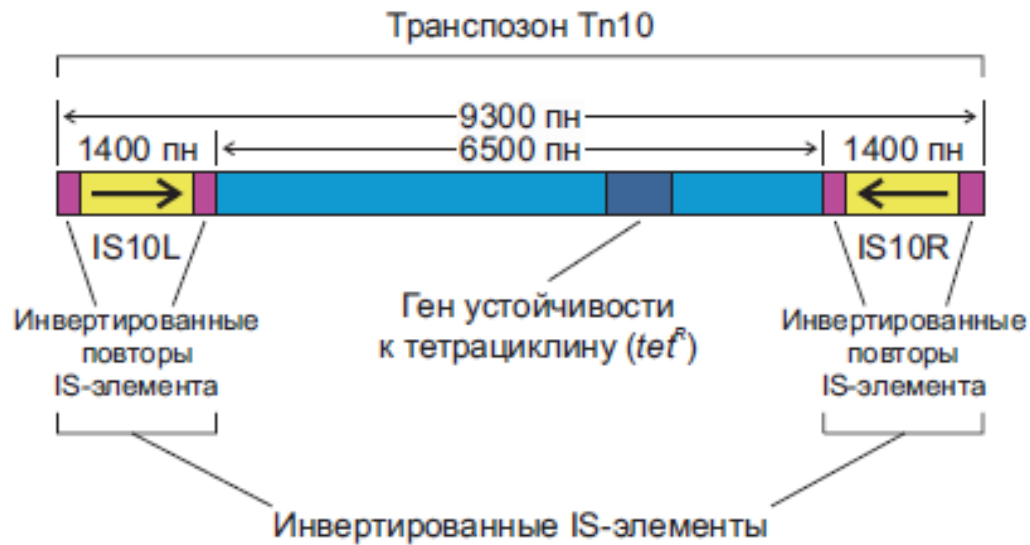 Транспозон Tn10
9300 пн
1400 пн
6500 пн
1400 пн
IS10L
IS10R
Инвертированные
повторы
IS-элемента
Ген устойчивости
к тетрациклину (tetR)
Инвертированные
повторы
IS-элемента
Инвертированные IS-элементы